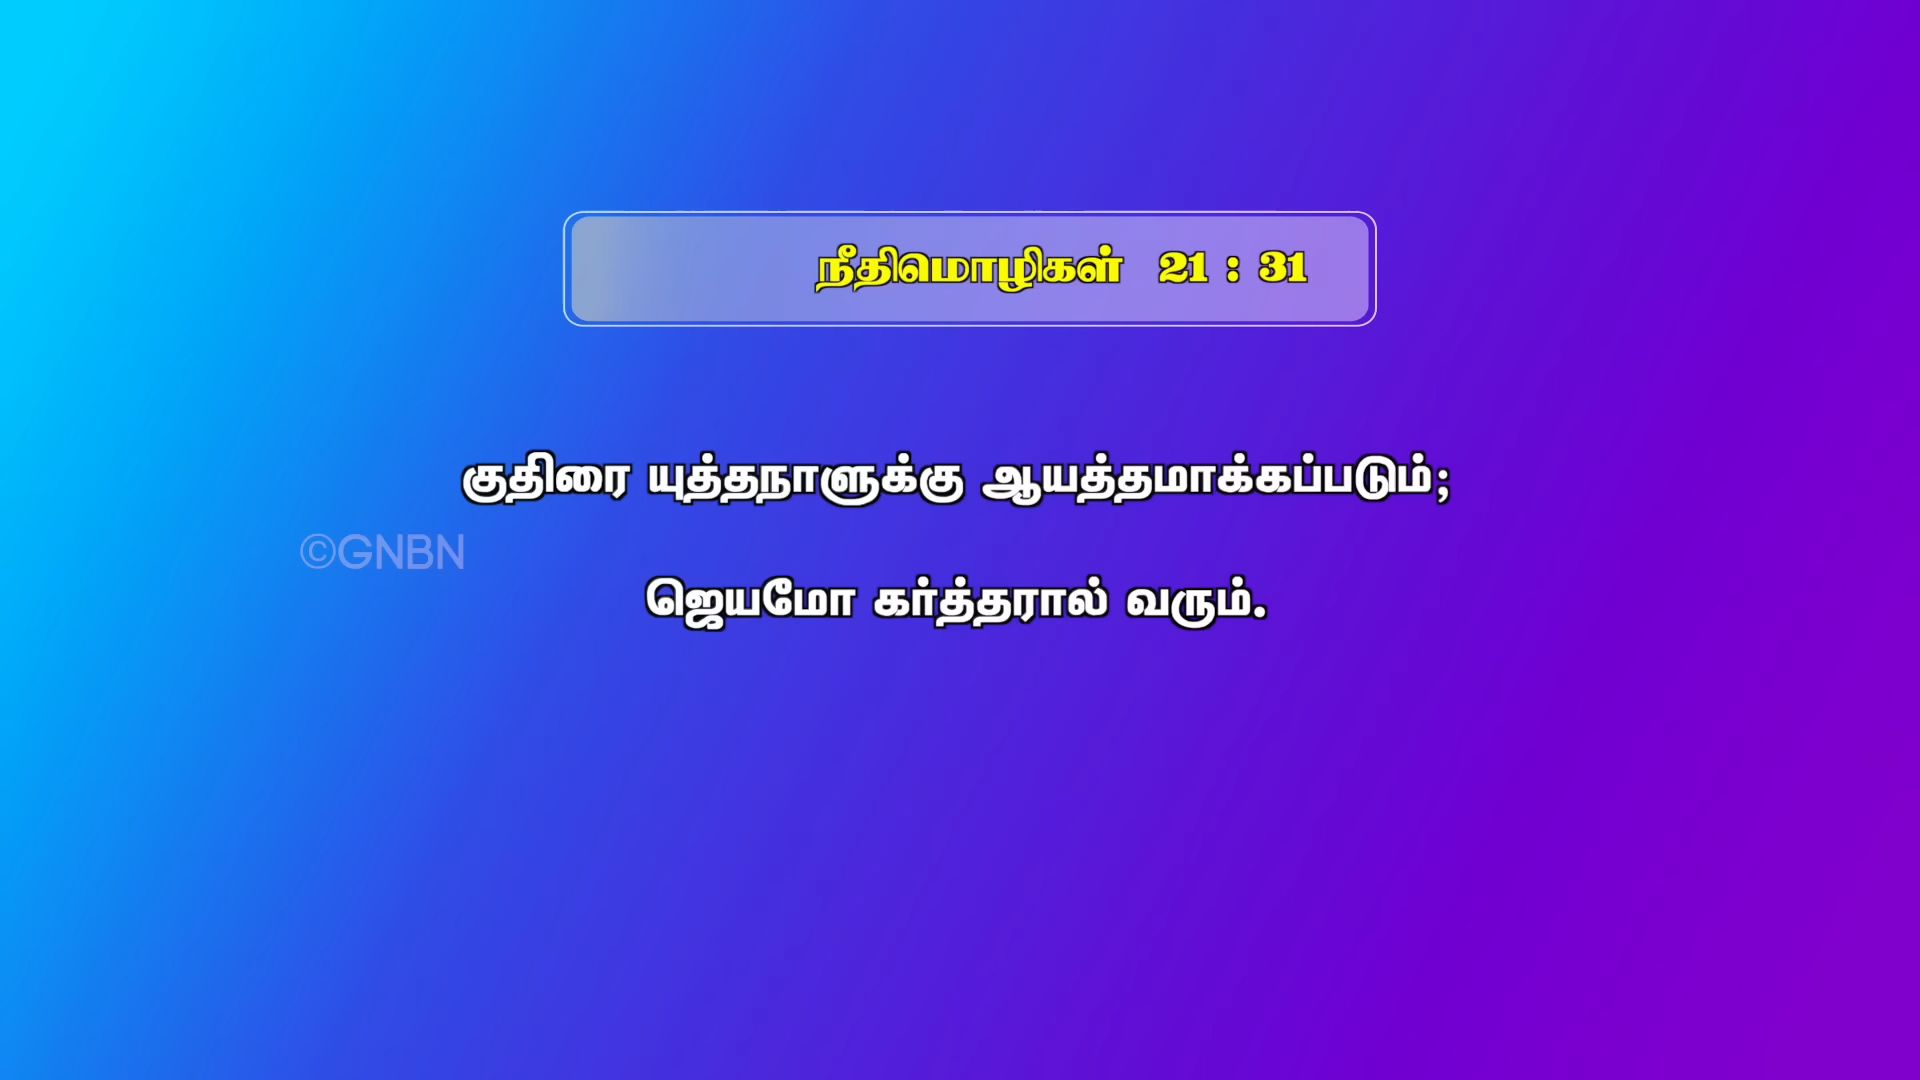 நீதிமொழிகள் 21 : 31
குதிரை யுத்தநாளுக்கு ஆயத்தமாக்கப்படும்;
©GNBN
ஜெயமோ கர்த்தரால் வரும்.